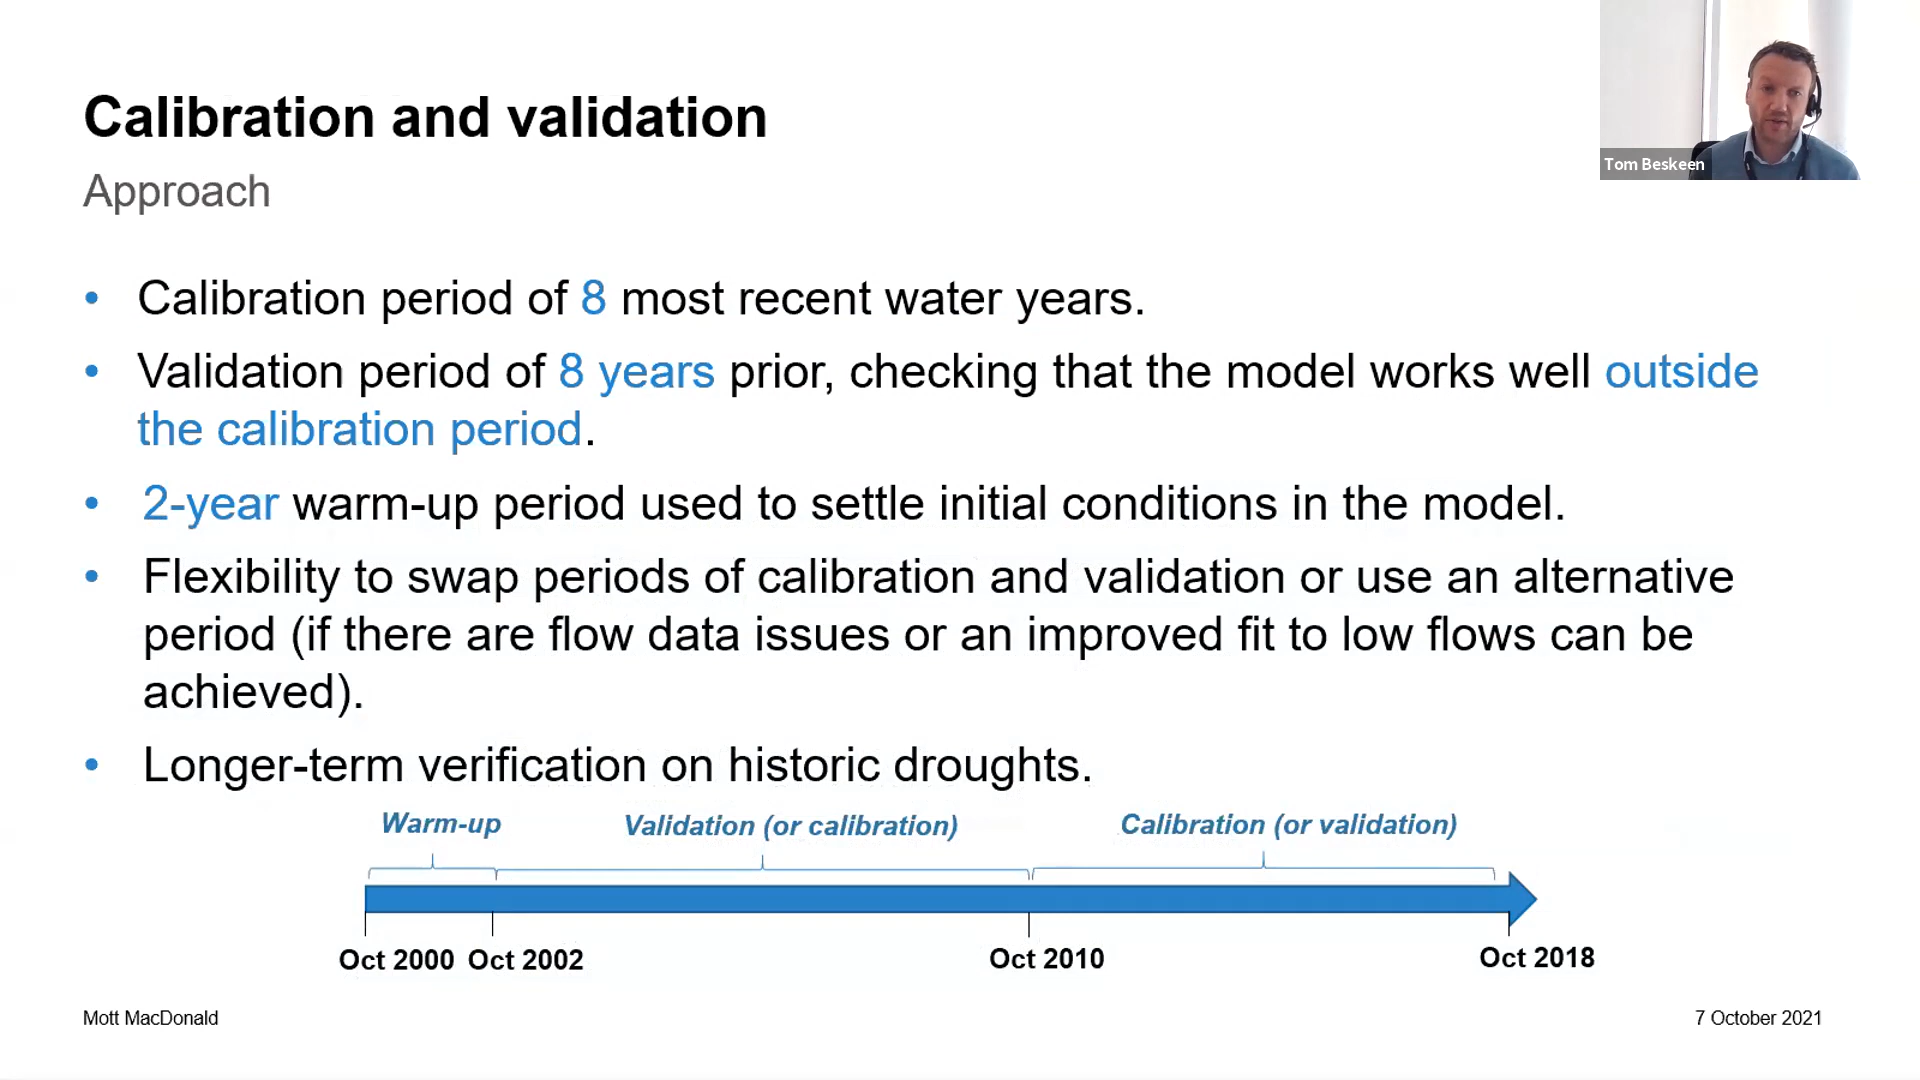 Calibration and validation
Approach
Tom Beskeen
• Calibration period of 8 most recent water years.
• Validation period of 8 years prior, checking that the model works well outside
the calibration period.
• 2-year warm-up period used to settle initial conditions in the model.
• Flexibility to swap periods of calibration and validation or use an alternative
period (if there are flow data issues or an improved fit to low flows can be
achieved).
• Longer-term verification on historic droughts.
Warm-up Validation (or calibration) Calibration (or validation)
Oct 2000 Oct 2002 Oct 2010 Oct 2018
Mott MacDonald 7 October 2021